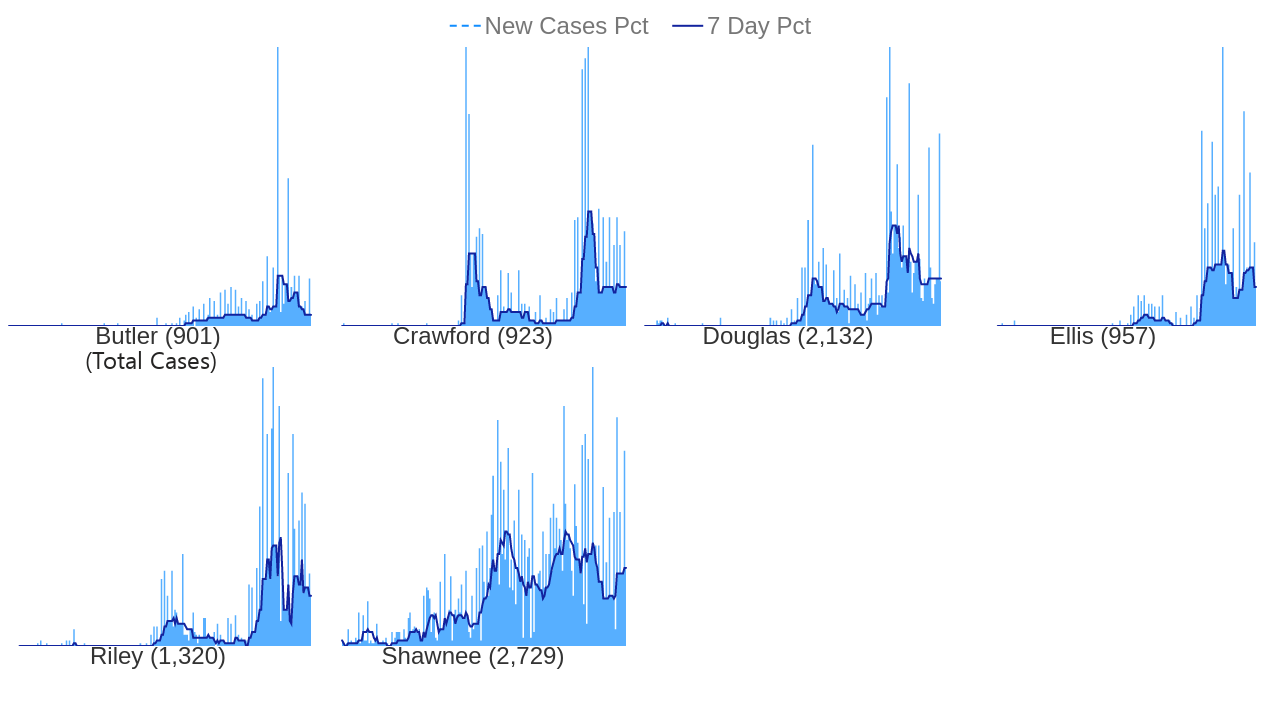 New Cases Pct 7 Day Pct
Butler (901)
(Total Cases)
Crawford (923)
Douglas (2,132)
Ellis (957)
Riley (1,320)
Shawnee (2,729)